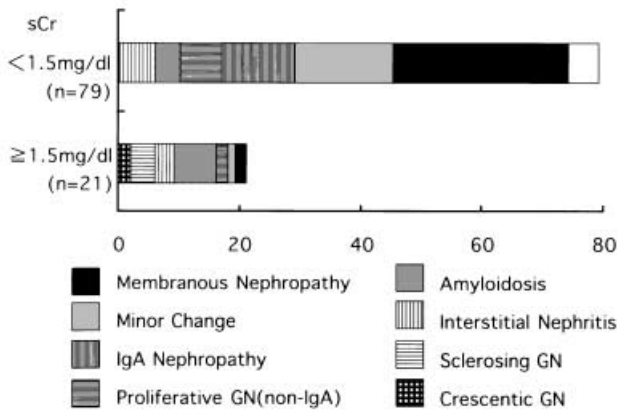 sCr
<1.5mg/dl
(n=79)
≧1.5mg/dl
(n=21)
0 20 40 60 80
Membranous Nephropathy
Amyloidosis
Minor Change
Interstitial Nephritis
IgA Nephropathy
Sclerosing GN
Proliferative GN(non-IgA)
Crescentic GN